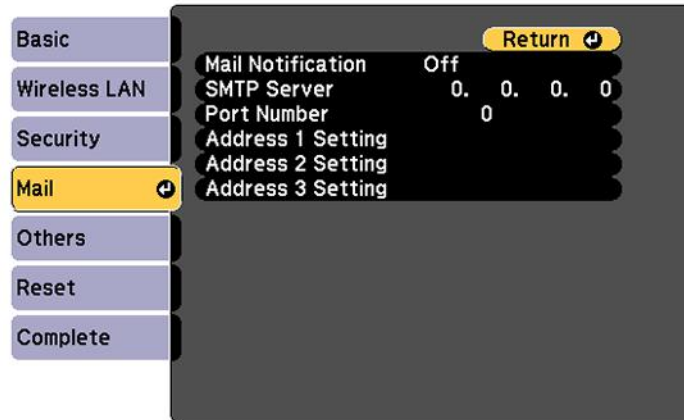 Basic
Wireless LAN
Security
Mail
Others
Reset
Complete
Return
Mail Notification Off
SMTP Server 0. 0. 0. 0
Port Number 0
Address 1 Setting
Address 2 Setting
Address 3 Setting